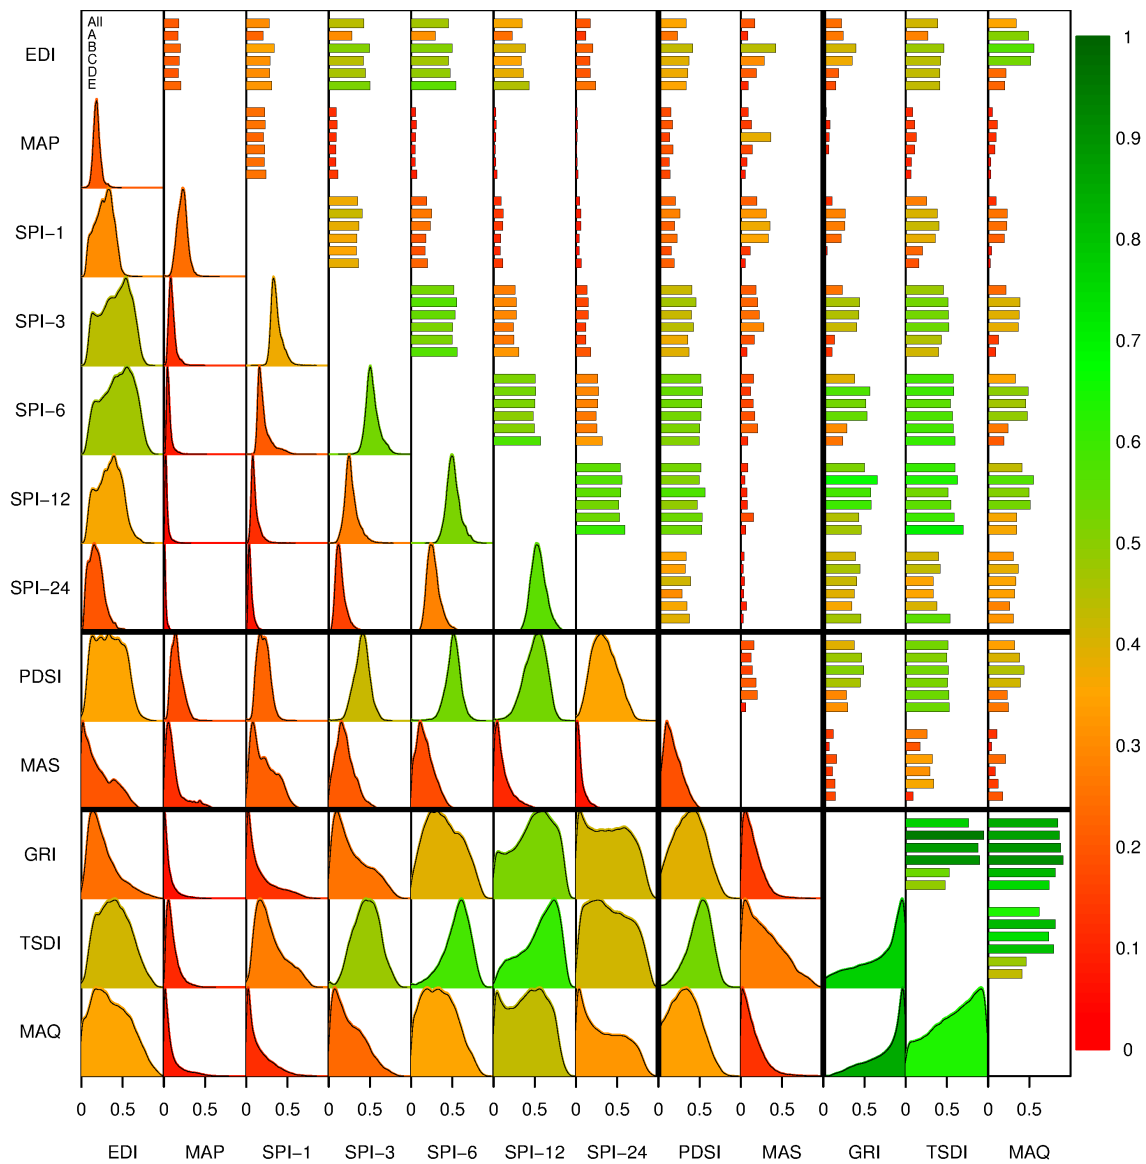 All
A
B
C
D
E
EDI
MAP
SPI−1
SPI−3
SPI−6
SPI−12
SPI−24
PDSI
MAS
GRI
TSDI
MAQ
1
0.9
0.8
0.7
0.6
0.5
0.4
0.3
0.2
0.1
0
0 0.5 0 0.5 0 0.5 0 0.5 0 0.5 0 0.5 0 0.5 0 0.5 0 0.5 0 0.5 0 0.5 0 0.5
EDI MAP SPI−1 SPI−3 SPI−6 SPI−12 SPI−24 PDSI MAS GRI TSDI MAQ